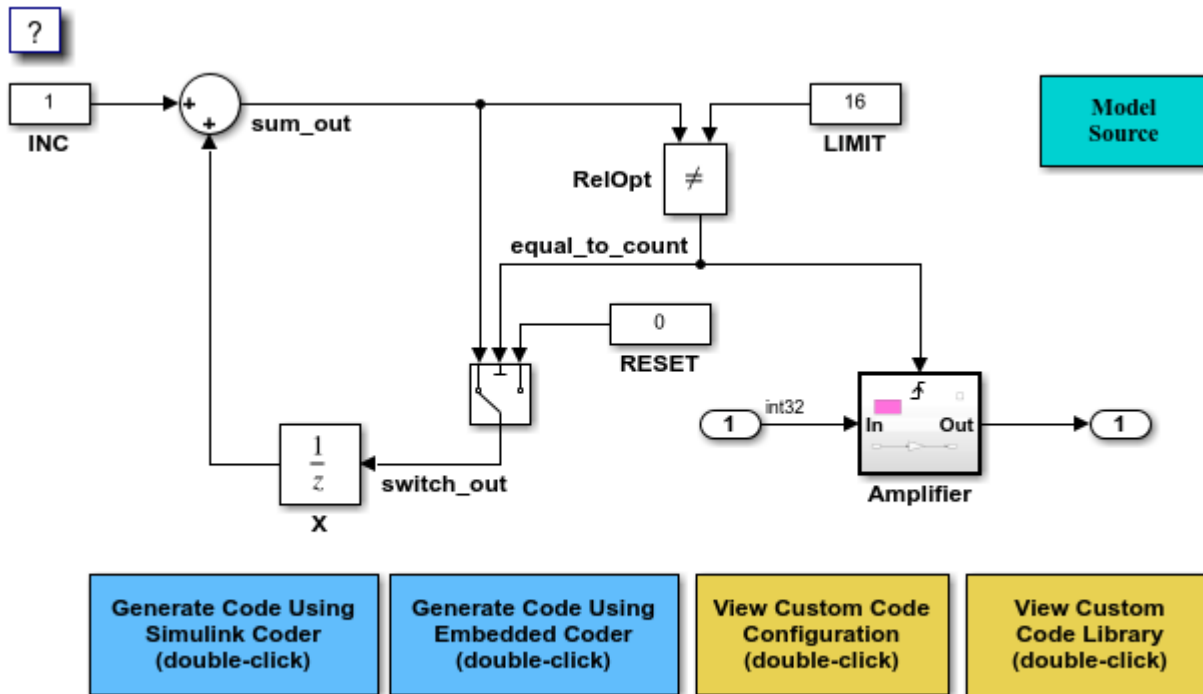 ?
1
INC
+
+
sum_out
16
LIMIT
Model
Source
RelOpt
≠
equal_to_count
0
RESET
1
int32
In
Out
1
Amplifier
1
z
X
switch_out
Generate Code Using
Simulink Coder
(double-click)
Generate Code Using
Embedded Coder
(double-click)
View Custom Code
Configuration
(double-click)
View Custom
Code Library
(double-click)